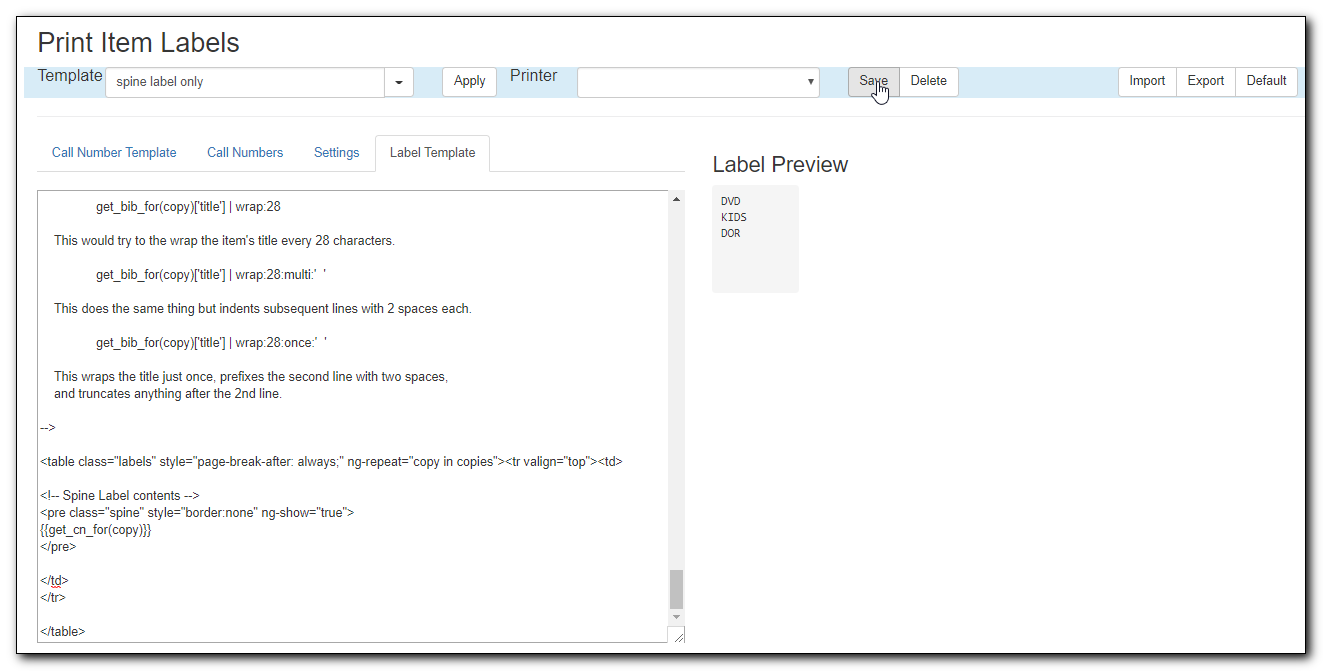 Print Item Labels
Template spine label only Apply Printer Save Delete Import Export Default
Call Number Template Call Numbers Settings Label Template
get_bib_for(copy)['title'] | wrap:28
This would try to the wrap the item's title every 28 characters.
get_bib_for(copy)['title'] | wrap:28:multi:'  '
This does the same thing but indents subsequent lines with 2 spaces each.
get_bib_for(copy)['title'] | wrap:28:once:'  '
This wraps the title just once, prefixes the second line with two spaces,
and truncates anything after the 2nd line.
-->
<table class="labels" style="page-break-after: always;" ng-repeat="copy in copies"><tr valign="top"><td>
<!-- Spine Label contents -->
<pre class="spine" style="border:none" ng-show="true">
{{get_cn_for(copy)}}
</pre>
</td>
</tr>
</table>
Label Preview
DVD
KIDS
DOR